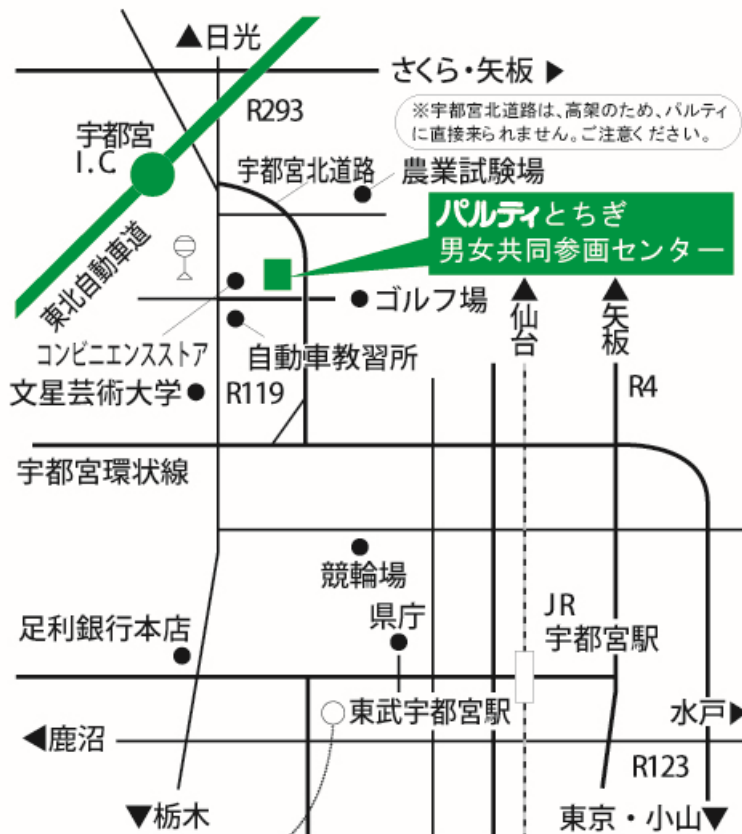 ▲日光
さくら・矢板 ▶
R293
※宇都宮北道路は、高架のため、パルティ
に直接来られません。ご注意ください。
宇都宮
I.C
宇都宮北道路
農業試験場
パルティとちぎ
男女共同参画センター
東北自動車道
ゴルフ場
▲仙台
▲矢板
コンビニエンスストア
自動車教習所
文星芸術大学
R119
R4
宇都宮環状線
競輪場
県庁
JR
宇都宮駅
足利銀行本店
東武宇都宮駅
水戸▶
◀鹿沼
R123
▼栃木
東京・小山▼